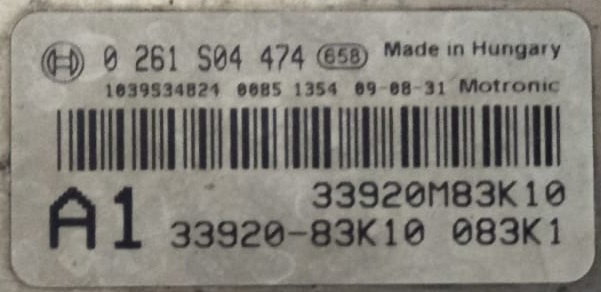 0 261 S04 474 658 Made in Hungary
1039534824 0085 1354 09-08-31 Motronic
A1 33920M83K10
33920-83K10 083K1